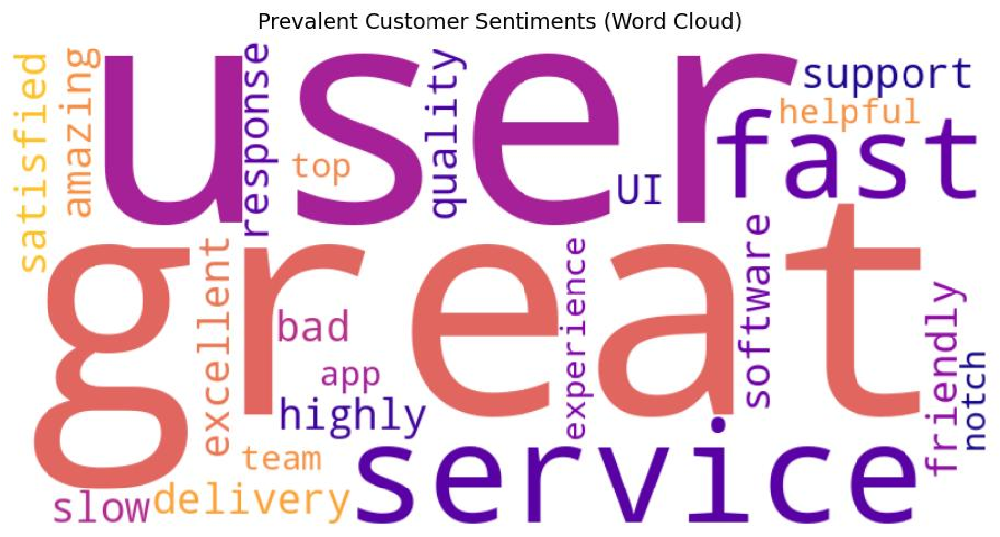 Prevalent Customer Sentiments (Word Cloud)
satisfied
amazing
user
response
top
quality
UI
support
helpful
fast
great
excellent
bad
app
highly
experience
software
friendly
notch
team
service
slow
delivery